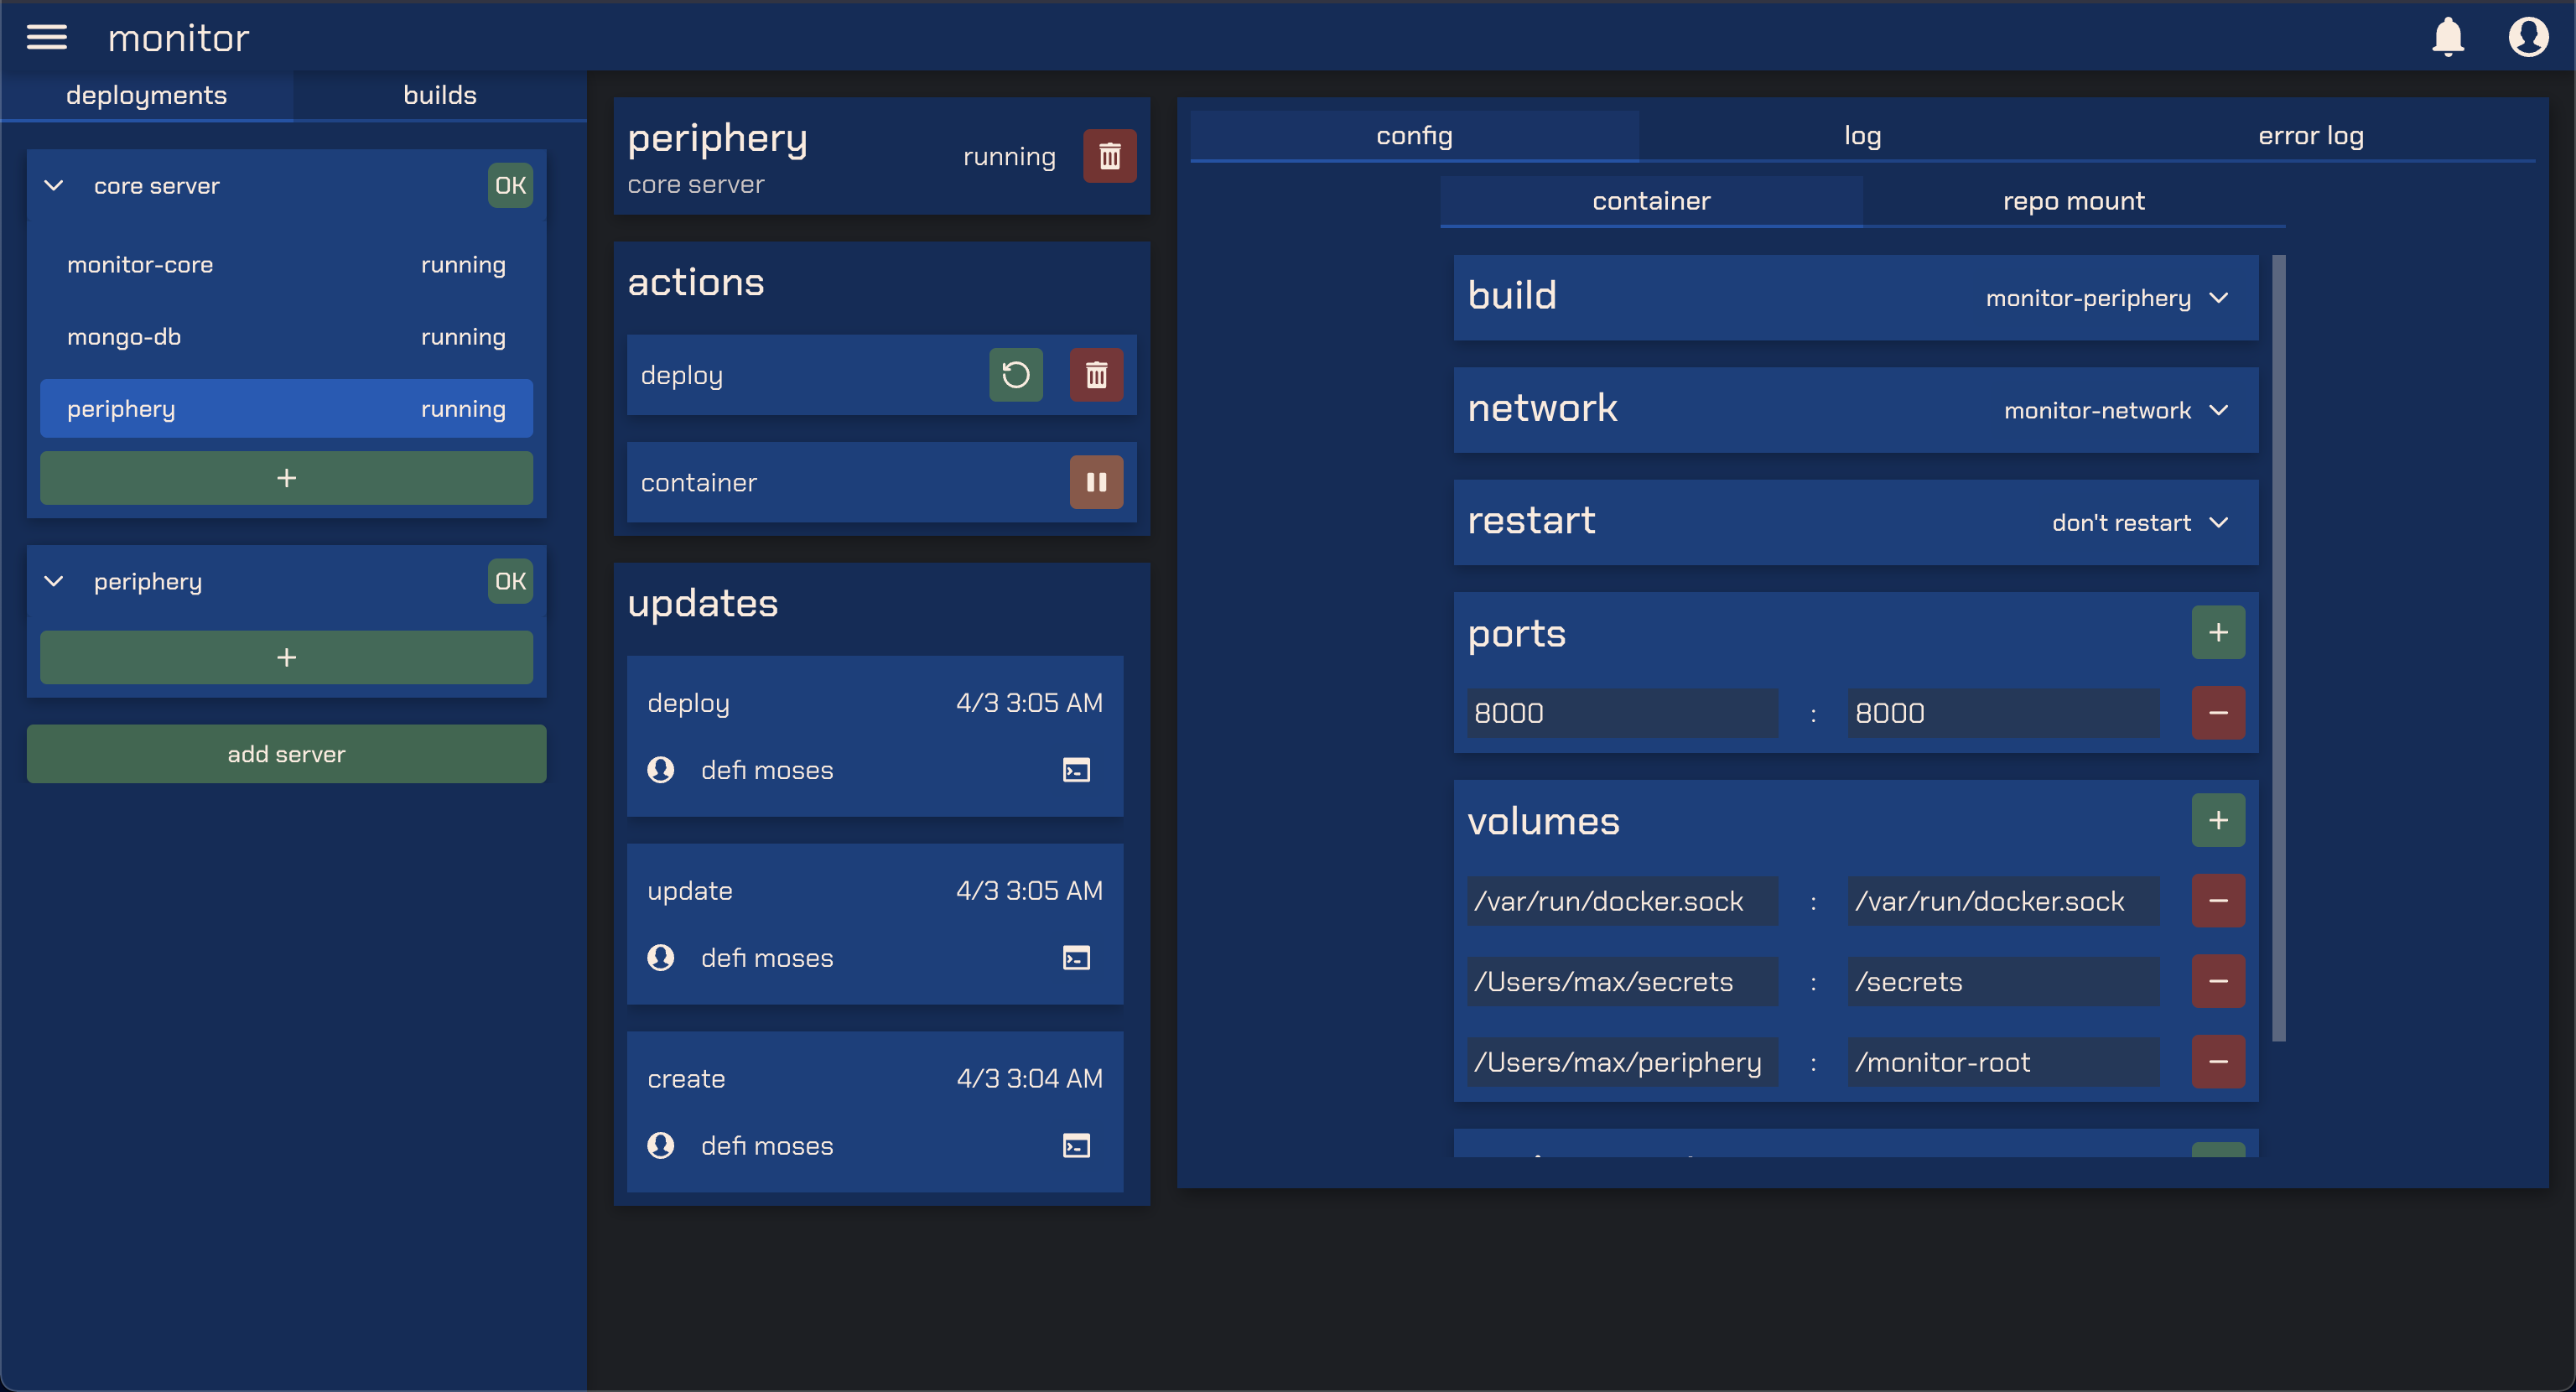 monitor
deployments builds
core server OK
monitor-core running
mongo-db running
periphery running
+
periphery OK
+
add server
periphery
core server
running
actions
deploy
container
updates
deploy 4/3 3:05 AM
defi moses
update 4/3 3:05 AM
defi moses
create 4/3 3:04 AM
defi moses
config log error log
container repo mount
build monitor-periphery
network monitor-network
restart don't restart
ports +
8000 : 8000 −
volumes +
/var/run/docker.sock : /var/run/docker.sock −
/Users/max/secrets : /secrets −
/Users/max/periphery : /monitor-root −